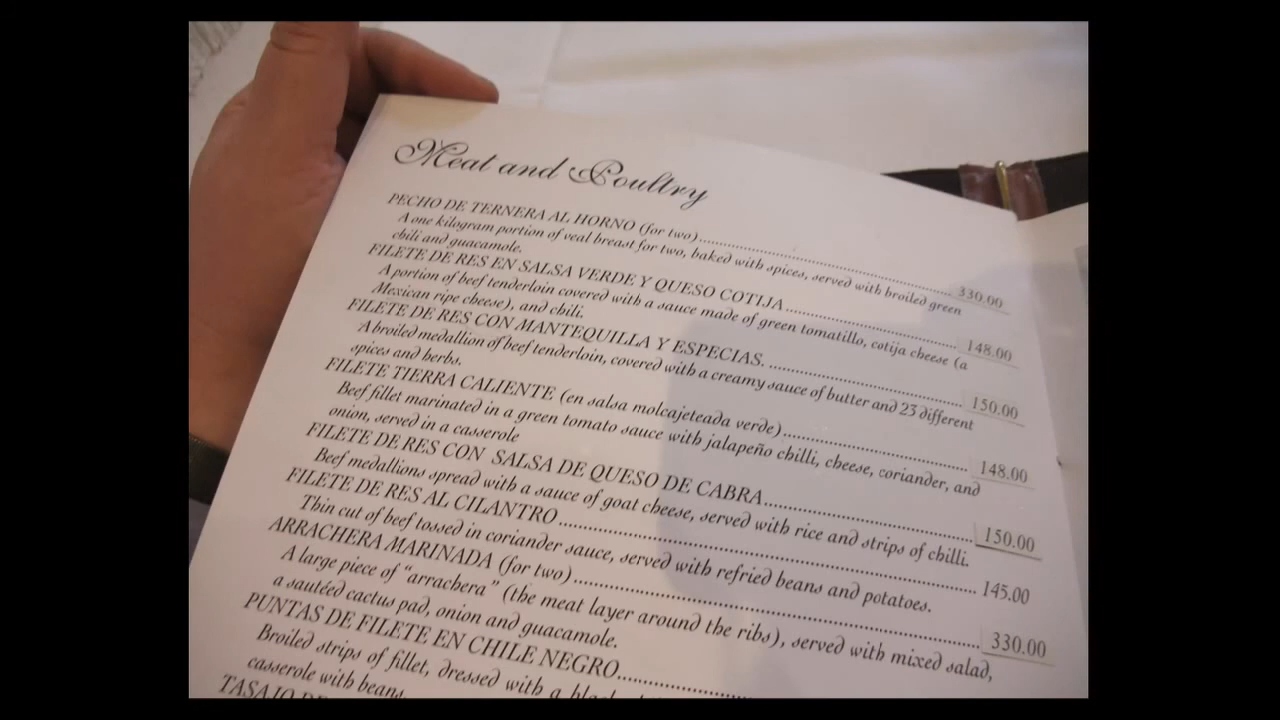 Meat and Poultry
PECHO DE TERNERA AL HORNO (for two) 330.00
A one kilogram portion of veal breast for two, baked with spices, served with broiled green
chili and guacamole.
FILETE DE RES EN SALSA VERDE Y QUESO COTIJA 148.00
A portion of beef tenderloin covered with a sauce made of green tomatillo, cotija cheese (a
Mexican ripe cheese), and chili.
FILETE DE RES CON MANTEQUILLA Y ESPECIAS. 150.00
A broiled medallion of beef tenderloin, covered with a creamy sauce of butter and 23 different
spices and herbs.
FILETE TIERRA CALIENTE (en salsa molcajeteada verde) 148.00
Beef fillet marinated in a green tomato sauce with jalapeño chilli, cheese, coriander, and
onion, served in a casserole
FILETE DE RES CON SALSA DE QUESO DE CABRA 150.00
Beef medallions spread with a sauce of goat cheese, served with rice and strips of chilli.
FILETE DE RES AL CILANTRO 145.00
Thin cut of beef tossed in coriander sauce, served with refried beans and potatoes.
ARRACHERA MARINADA (for two) 330.00
A large piece of "arrachera" (the meat layer around the ribs), served with mixed salad,
a sautéed cactus pad, onion and guacamole.
PUNTAS DE FILETE EN CHILE NEGRO
Broiled strips of fillet, dressed with a
casserole with beans
TASAJO